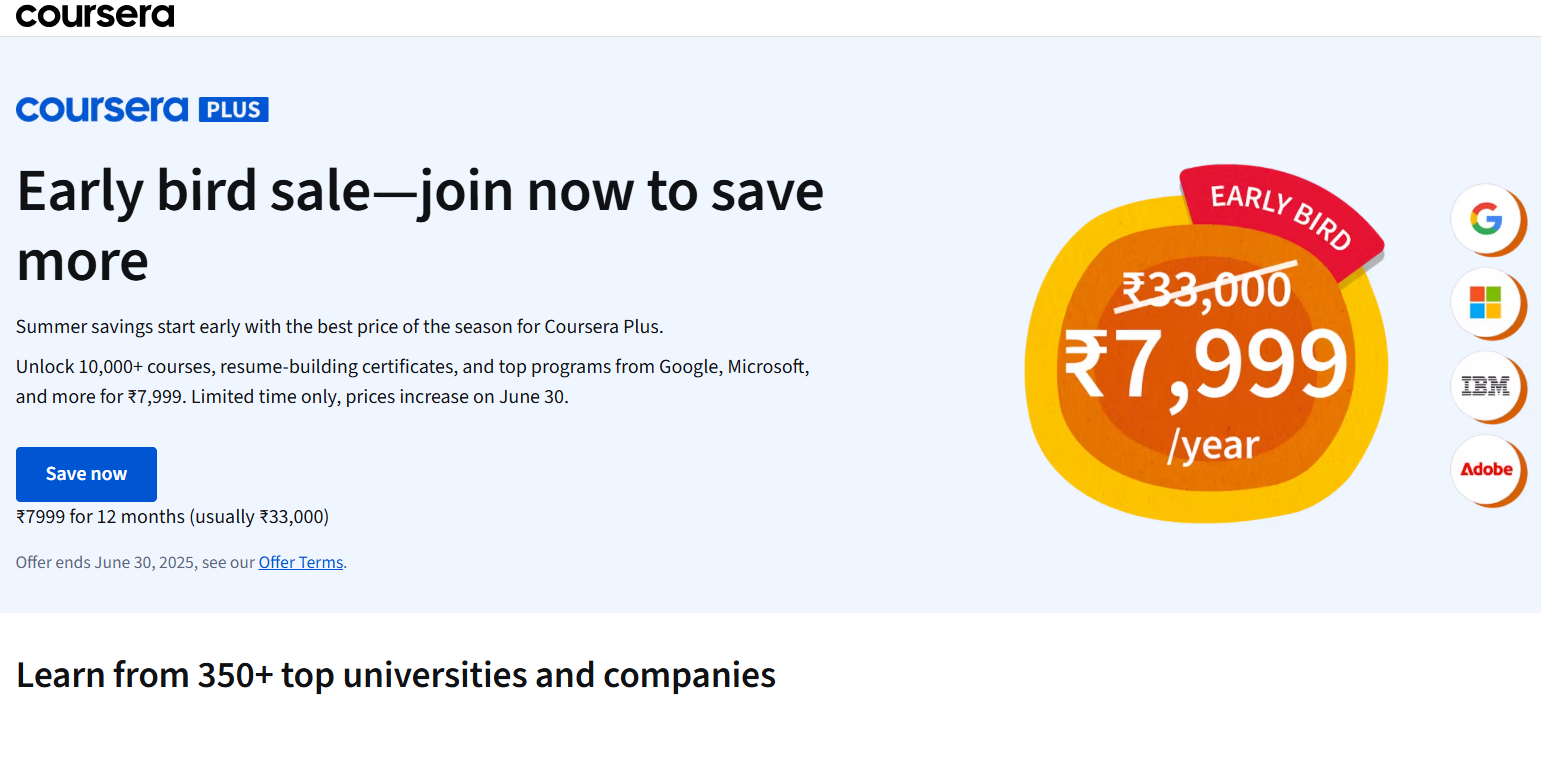 coursera
coursera PLUS
Early bird sale—join now to save
more
Summer savings start early with the best price of the season for Coursera Plus.
Unlock 10,000+ courses, resume-building certificates, and top programs from Google, Microsoft,
and more for ₹7,999. Limited time only, prices increase on June 30.
Save now
₹7999 for 12 months (usually ₹33,000)
Offer ends June 30, 2025, see our Offer Terms.
EARLY BIRD
₹33,000
₹7,999
/year
G
IBM
Adobe
Learn from 350+ top universities and companies